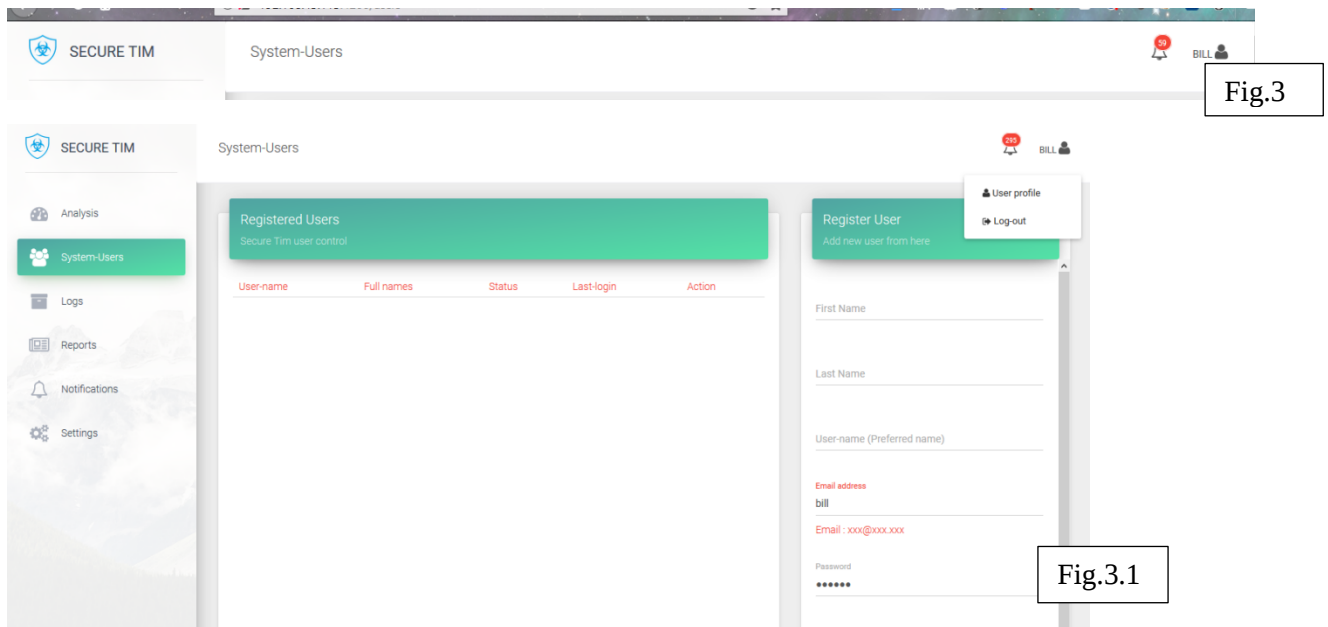 SECURE TIM
System-Users
59
BILL
Fig.3
SECURE TIM
System-Users
295
BILL
User profile
Log-out
Analysis
System-Users
Logs
Reports
Notifications
Settings
Registered Users
Secure Tim user control
User-name Full names Status Last-login Action
Register User
Add new user from here
First Name
Last Name
User-name (Preferred name)
Email address
bill
Email : xxx@xxx.xxx
Password
••••••
Fig.3.1